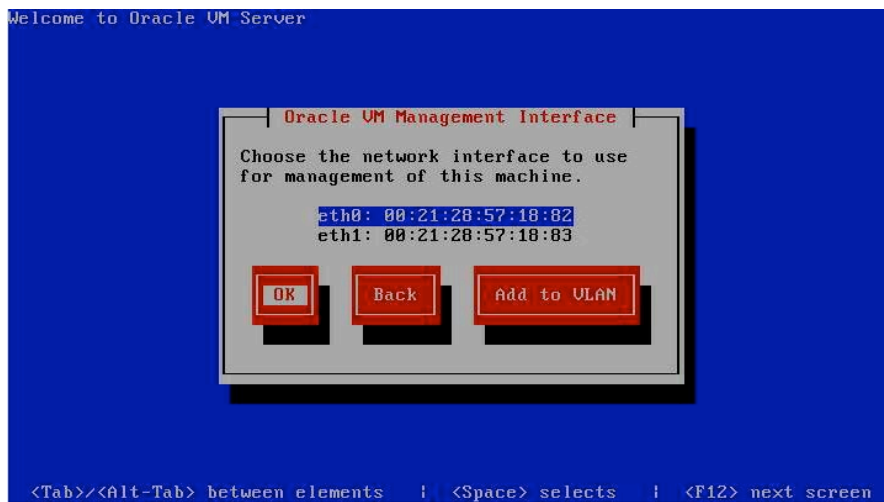 Welcome to Oracle VM Server
Oracle VM Management Interface
Choose the network interface to use
for management of this machine.
eth0: 00:21:28:57:18:82
eth1: 00:21:28:57:18:83
OK Back Add to VLAN
<Tab>/<Alt-Tab> between elements | <Space> selects | <F12> next screen